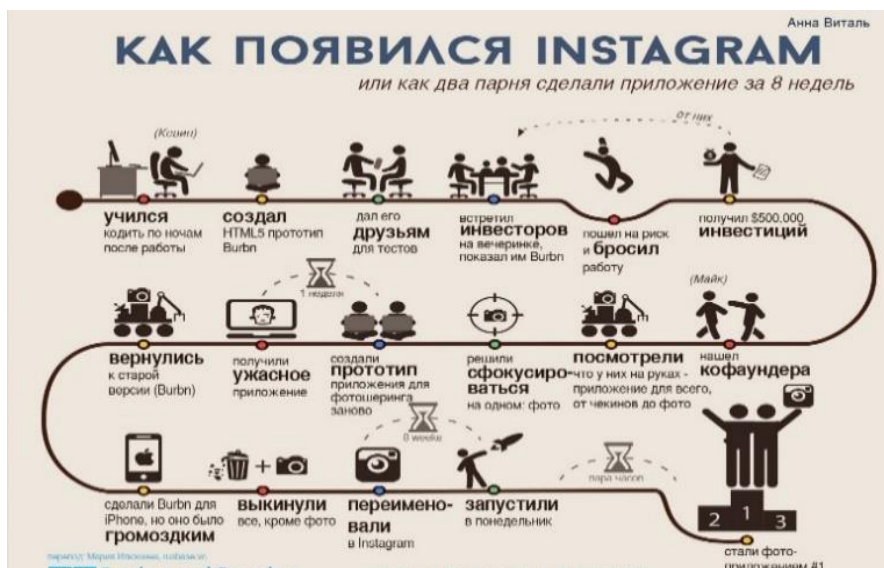 Анна Виталь
КАК ПОЯВИЛСЯ INSTAGRAM
или как два парня сделали приложение за 8 недель
(Кевин)
от них
учился
кодить по ночам
после работы
создал
HTML5 прототип
Burbn
дал его
друзьям
для тестов
встретил
инвесторов
на вечеринке,
показал им Burbn
пошел на риск
и бросил
работу
получил $500,000
инвестиций
(Майк)
нашел
кофаундера
посмотрели
что у них на руках -
приложение для всего,
от чекинов до фото
решили
сфокусиро-
ваться
на одном: фото
1 неделя
создали
прототип
приложения для
фотошеринга
заново
получили
ужасное
приложение
вернулись
к старой
версии (Burbn)
сделали Burbn для
iPhone, но оно было
громоздким
выкинули
все, кроме фото
8 weeks
переимено-
вали
в Instagram
запустили
в понедельник
пара часов
2 1 3
стали фото-
приложением #1
перевод: Мария